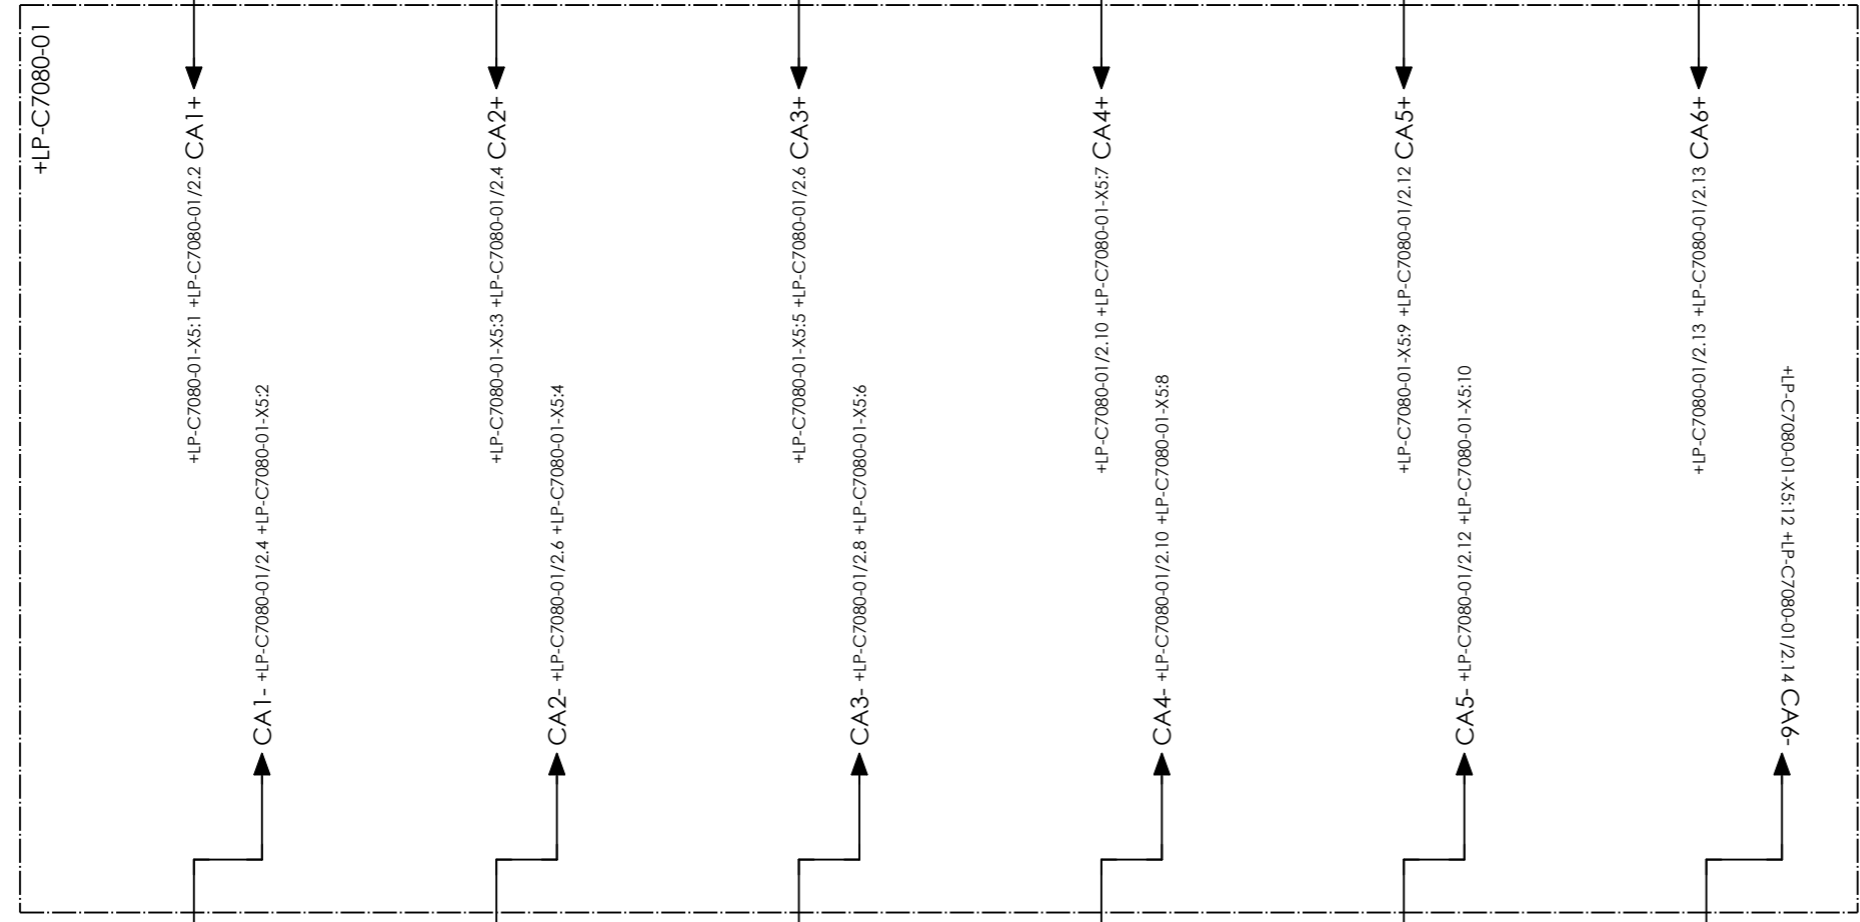 +LP-C7080-01
+LP-C7080-01-X5:1 +LP-C7080-01/2.2 CA1+
CA1- +LP-C7080-01/2.4 +LP-C7080-01-X5:2
+LP-C7080-01-X5:3 +LP-C7080-01/2.4 CA2+
CA2- +LP-C7080-01/2.6 +LP-C7080-01-X5:4
+LP-C7080-01-X5:5 +LP-C7080-01/2.6 CA3+
CA3- +LP-C7080-01/2.8 +LP-C7080-01-X5:6
+LP-C7080-01/2.10 +LP-C7080-01-X5:7 CA4+
CA4- +LP-C7080-01/2.10 +LP-C7080-01-X5:8
+LP-C7080-01-X5:9 +LP-C7080-01/2.12 CA5+
CA5- +LP-C7080-01/2.12 +LP-C7080-01-X5:10
+LP-C7080-01/2.13 +LP-C7080-01/2.13 CA6+
+LP-C7080-01-X5:12 +LP-C7080-01/2.14 CA6-